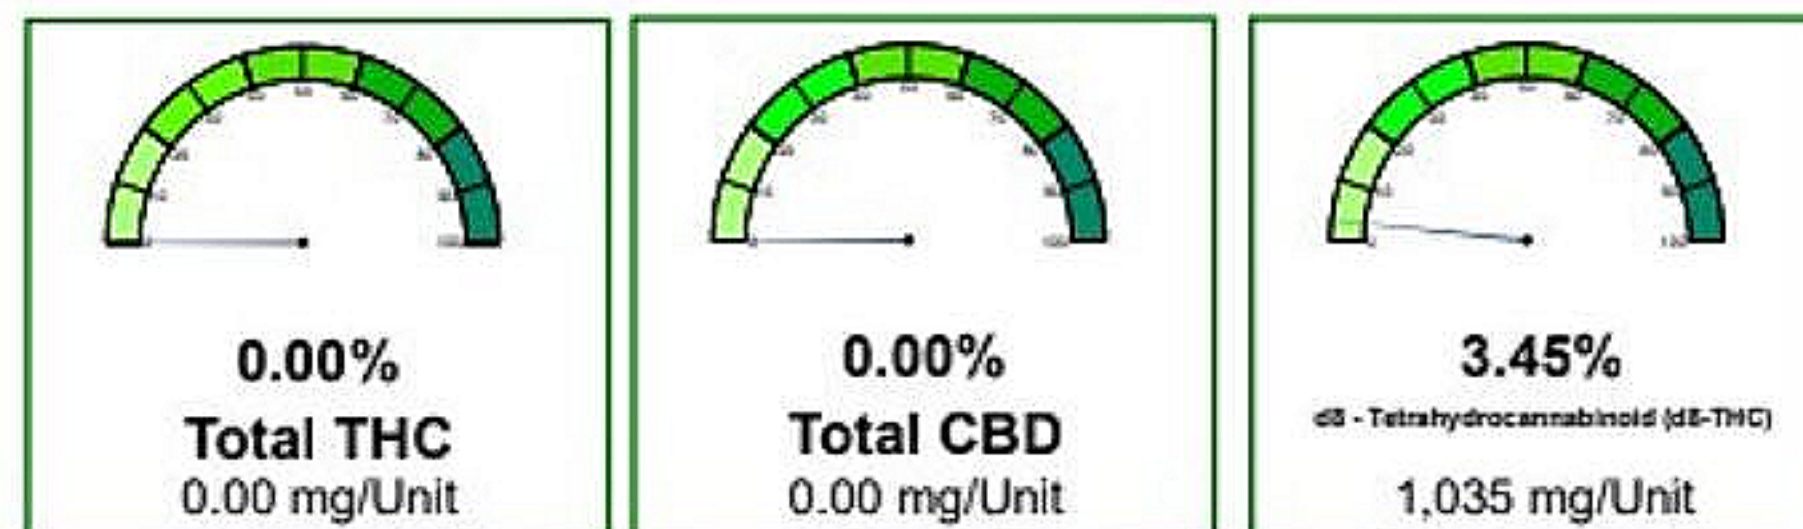 0.00%
Total THC
0.00 mg/Unit
0.00%
Total CBD
0.00 mg/Unit
3.45%
d8 - Tetrahydrocannabinoid (d8-THC)
1,035 mg/Unit